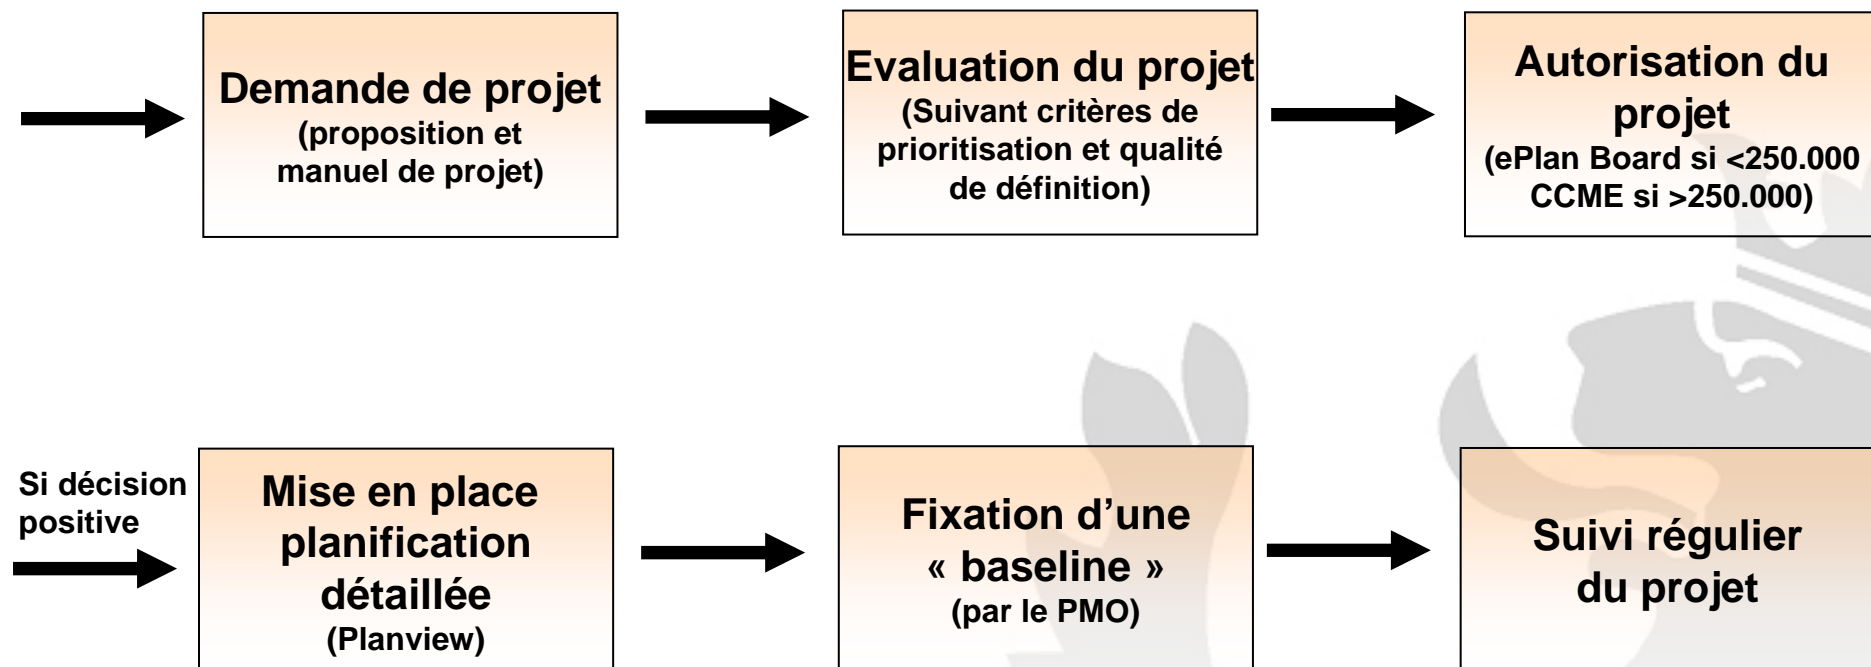 Demande de projet
(proposition et
manuel de projet)
Evaluation du projet
(Suivant critères de
prioritisation et qualité
de définition)
Autorisation du
projet
(ePlan Board si <250.000
CCME si >250.000)
Si décision
positive
Mise en place
planification
détaillée
(Planview)
Fixation d’une
« baseline »
(par le PMO)
Suivi régulier
du projet